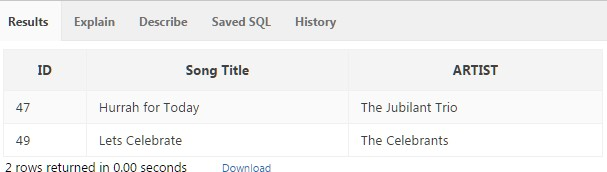 Results Explain Describe Saved SQL History
ID Song Title ARTIST
47 Hurrah for Today The Jubilant Trio
49 Lets Celebrate The Celebrants
2 rows returned in 0.00 seconds Download